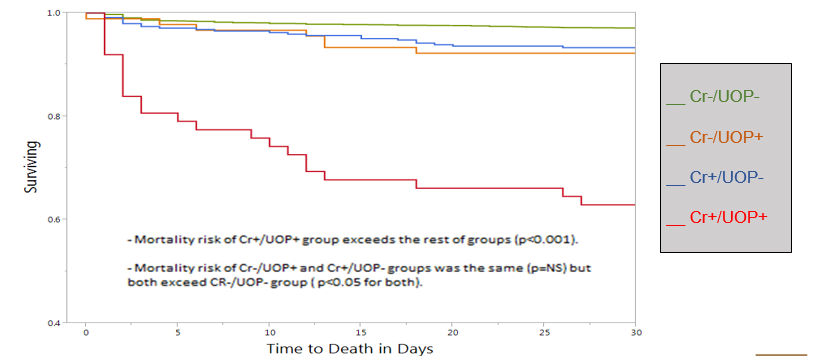 1.0
0.8
0.6
0.4
Surviving
0
5
10
15
20
25
30
Time to Death in Days
- Mortality risk of Cr+/UOP+ group exceeds the rest of groups (p<0.001).
- Mortality risk of Cr-/UOP+ and Cr+/UOP- groups was the same (p=NS) but
both exceed CR-/UOP- group ( p<0.05 for both).
__ Cr-/UOP-
__ Cr-/UOP+
__ Cr+/UOP-
__ Cr+/UOP+